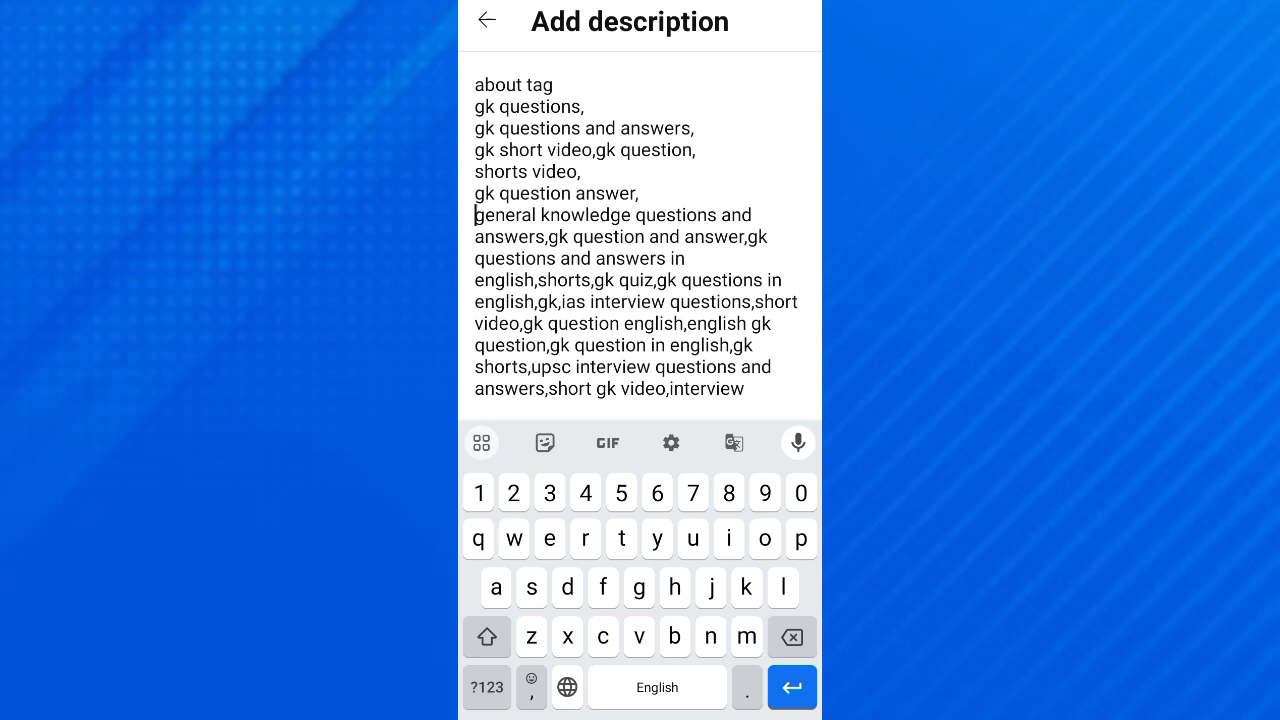 Add description
about tag
gk questions,
gk questions and answers,
gk short video,gk question,
shorts video,
gk question answer,
general knowledge questions and
answers,gk question and answer,gk
questions and answers in
english,shorts,gk quiz,gk questions in
english,gk,ias interview questions,short
video,gk question english,english gk
question,gk question in english,gk
shorts,upsc interview questions and
answers,short gk video,interview
GIF
1 2 3 4 5 6 7 8 9 0
q w e r t y u i o p
a s d f g h j k l
z x c v b n m
?123 , English .